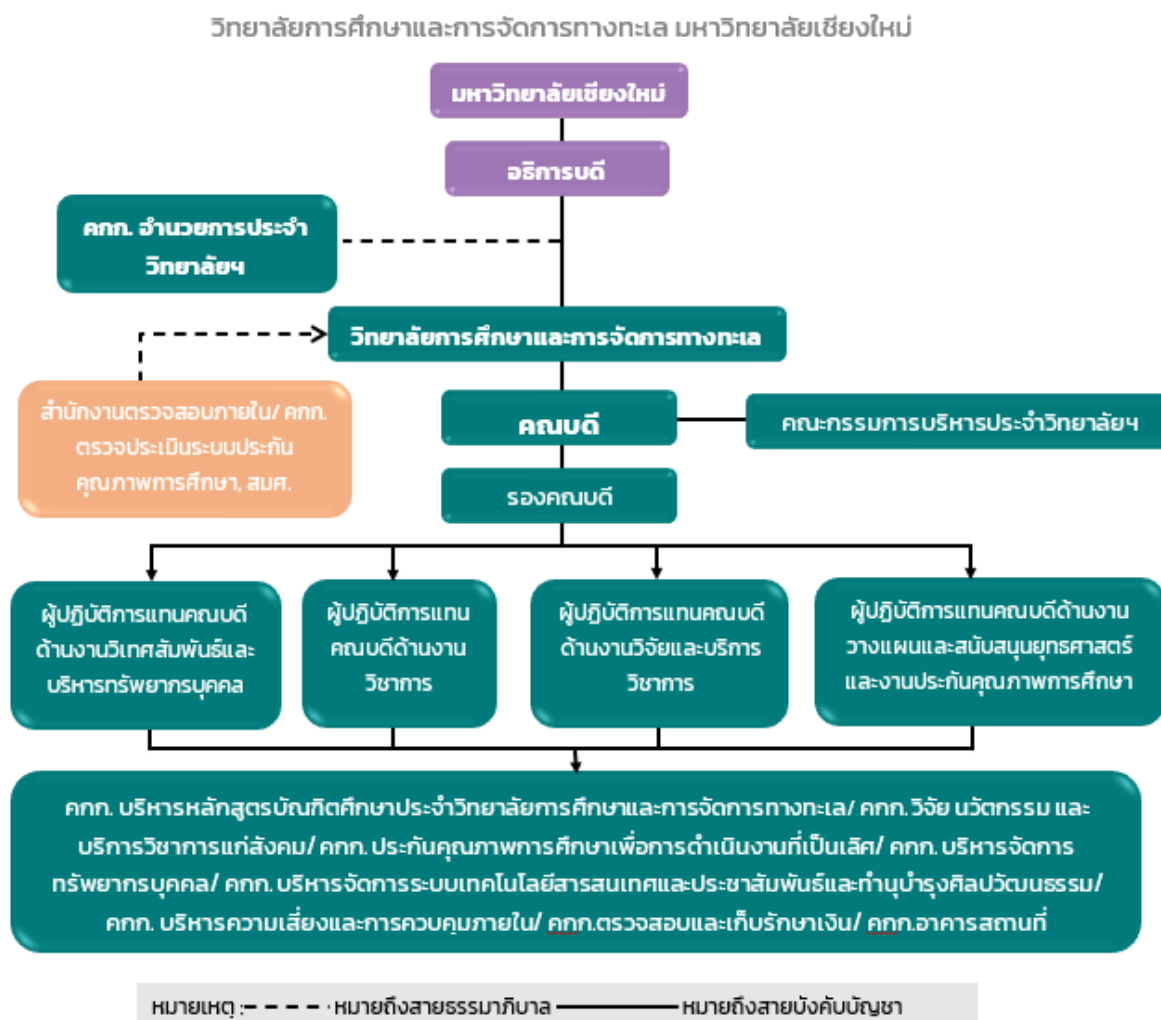 วิทยาลัยการศึกษาและการจัดการทางทะเล มหาวิทยาลัยเชียงใหม่
มหาวิทยาลัยเชียงใหม่
อธิการบดี
คกก. อำนวยการประจำ
วิทยาลัยฯ
วิทยาลัยการศึกษาและการจัดการทางทะเล
สำนักงานตรวจสอบภายใน/ คกก.
ตรวจประเมินระบบประกัน
คุณภาพการศึกษา, สมศ.
คณบดี
คณะกรรมการบริหารประจำวิทยาลัยฯ
รองคณบดี
ผู้ปฏิบัติการแทนคณบดี
ด้านงานวิเทศสัมพันธ์และ
บริหารทรัพยากรบุคคล
ผู้ปฏิบัติการแทน
คณบดีด้านงาน
วิชาการ
ผู้ปฏิบัติการแทนคณบดี
ด้านงานวิจัยและบริการ
วิชาการ
ผู้ปฏิบัติการแทนคณบดีด้านงาน
วางแผนและสนับสนุนยุทธศาสตร์
และงานประกันคุณภาพการศึกษา
คกก. บริหารหลักสูตรบัณฑิตศึกษาประจำวิทยาลัยการศึกษาและการจัดการทางทะเล/ คกก. วิจัย นวัตกรรม และ
บริการวิชาการแก่สังคม/ คกก. ประกันคุณภาพการศึกษาเพื่อการดำเนินงานที่เป็นเลิศ/ คกก. บริหารจัดการ
ทรัพยากรบุคคล/ คกก. บริหารจัดการระบบเทคโนโลยีสารสนเทศและประชาสัมพันธ์และทำนุบำรุงศิลปวัฒนธรรม/
คกก. บริหารความเสี่ยงและการควบคุมภายใน/ คกก.ตรวจสอบและเก็บรักษาเงิน/ คกก.อาคารสถานที่
หมายเหตุ : หมายถึงสายธรรมาภิบาล หมายถึงสายบังคับบัญชา